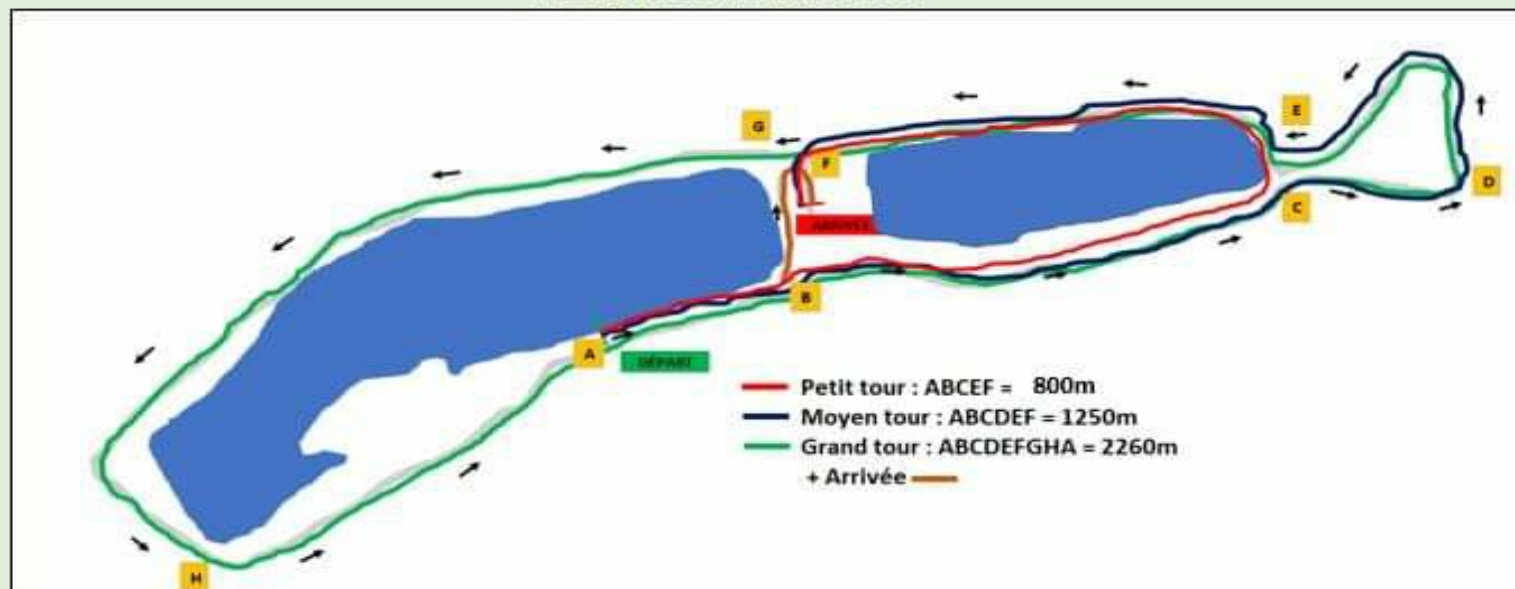 E
G
F
D
ARRIVÉE
C
B
A
DÉPART
Petit tour : ABCEF = 800m
Moyen tour : ABCDEF = 1250m
Grand tour : ABCDEFGHA = 2260m
+ Arrivée
H